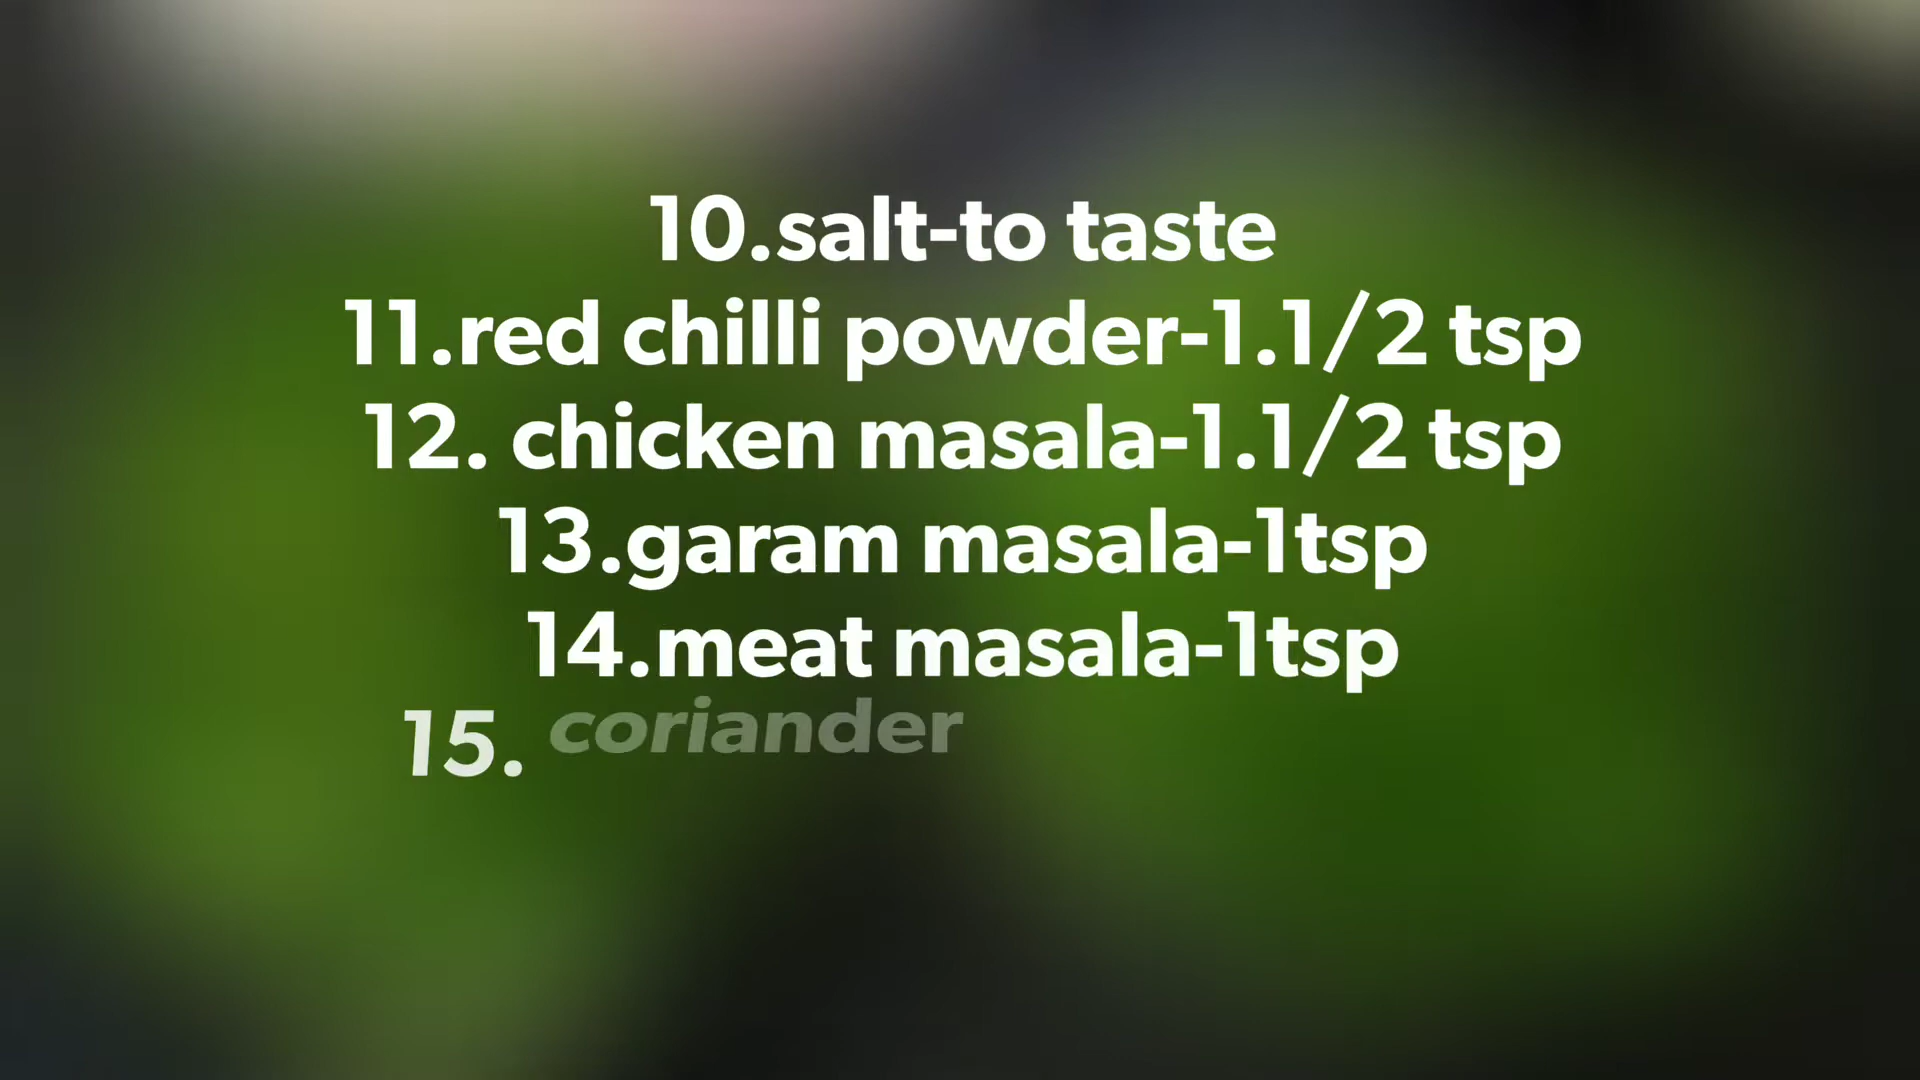 10.salt-to taste
11.red chilli powder-1.1/2 tsp
12. chicken masala-1.1/2 tsp
13.garam masala-1tsp
14.meat masala-1tsp
15. coriander